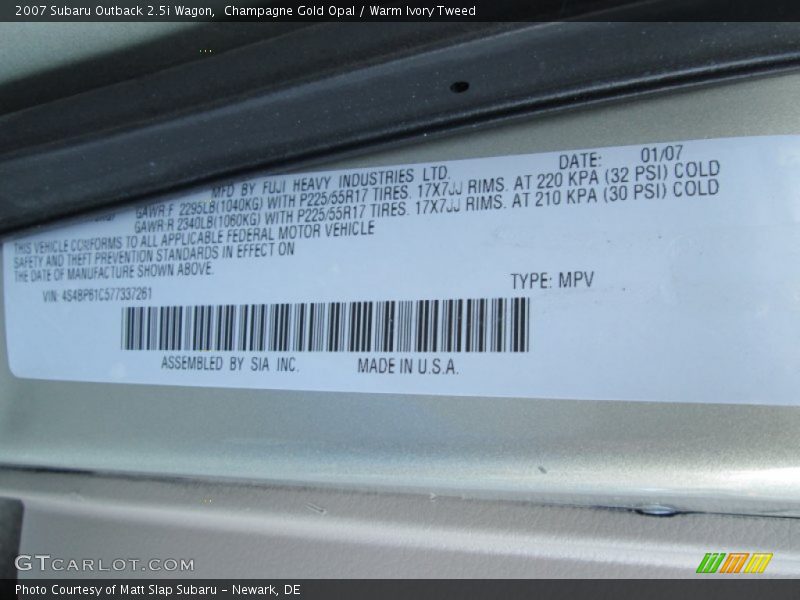 2007 Subaru Outback 2.5i Wagon,  Champagne Gold Opal / Warm Ivory Tweed
MFD BY FUJI HEAVY INDUSTRIES LTD.
DATE: 01/07
GAWR:F 2295LB(1040KG) WITH P225/55R17 TIRES. 17X7JJ RIMS. AT 220 KPA (32 PSI) COLD
GAWR:R 2340LB(1060KG) WITH P225/55R17 TIRES. 17X7JJ RIMS. AT 210 KPA (30 PSI) COLD
THIS VEHICLE CONFORMS TO ALL APPLICABLE FEDERAL MOTOR VEHICLE
SAFETY AND THEFT PREVENTION STANDARDS IN EFFECT ON
THE DATE OF MANUFACTURE SHOWN ABOVE.
VIN: 4S4BP61C577337261
TYPE: MPV
ASSEMBLED BY SIA INC. MADE IN U.S.A.
GTCARLOT.COM
Photo Courtesy of Matt Slap Subaru - Newark, DE